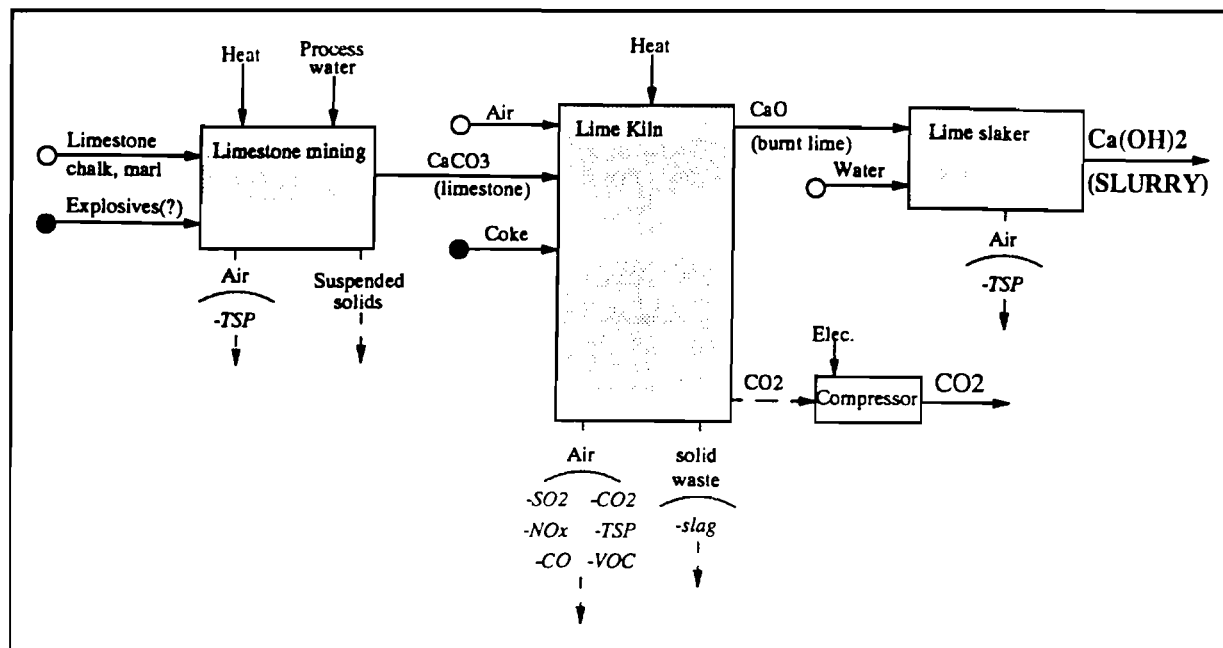 Heat
Process
water
Limestone
chalk, marl
Explosives(?)
Limestone mining
Air
-TSP
Suspended
solids
CaCO3
(limestone)
Air
Coke
Heat
Lime Kiln
Air
-SO2 -CO2
-NOx -TSP
-CO -VOC
solid
waste
-slag
CaO
(burnt lime)
Water
Lime slaker
Ca(OH)2
(SLURRY)
Air
-TSP
CO2
Elec.
Compressor
CO2